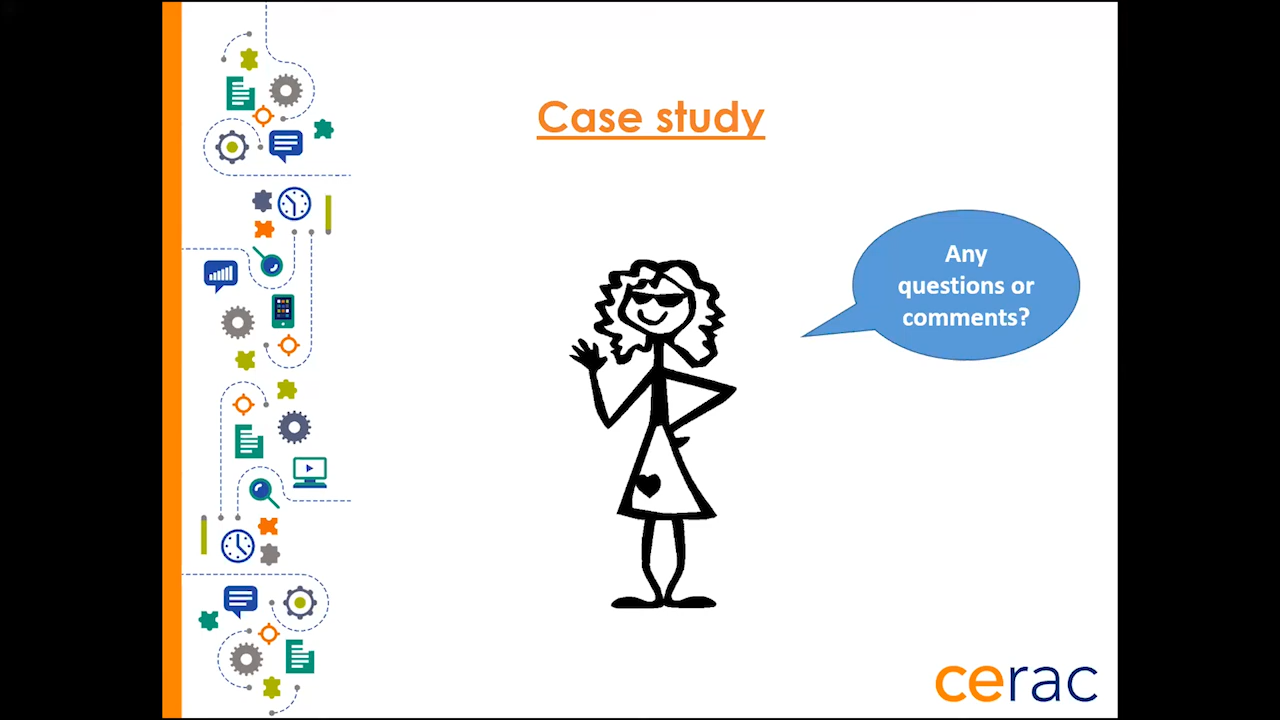 Case study
Any
questions or
comments?
cerac